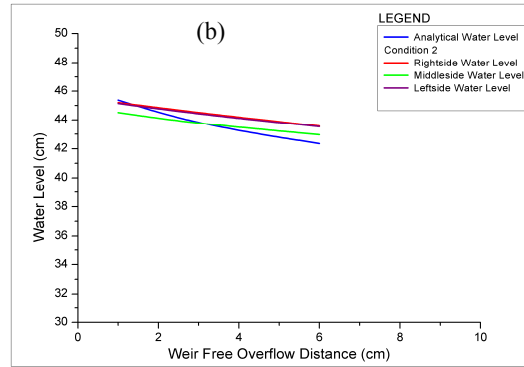 (b)
LEGEND
Analytical Water Level
Condition 2
Rightside Water Level
Middleside Water Level
Leftside Water Level
Water Level (cm)
50
48
46
44
42
40
38
36
34
32
30
0 2 4 6 8 10
Weir Free Overflow Distance (cm)